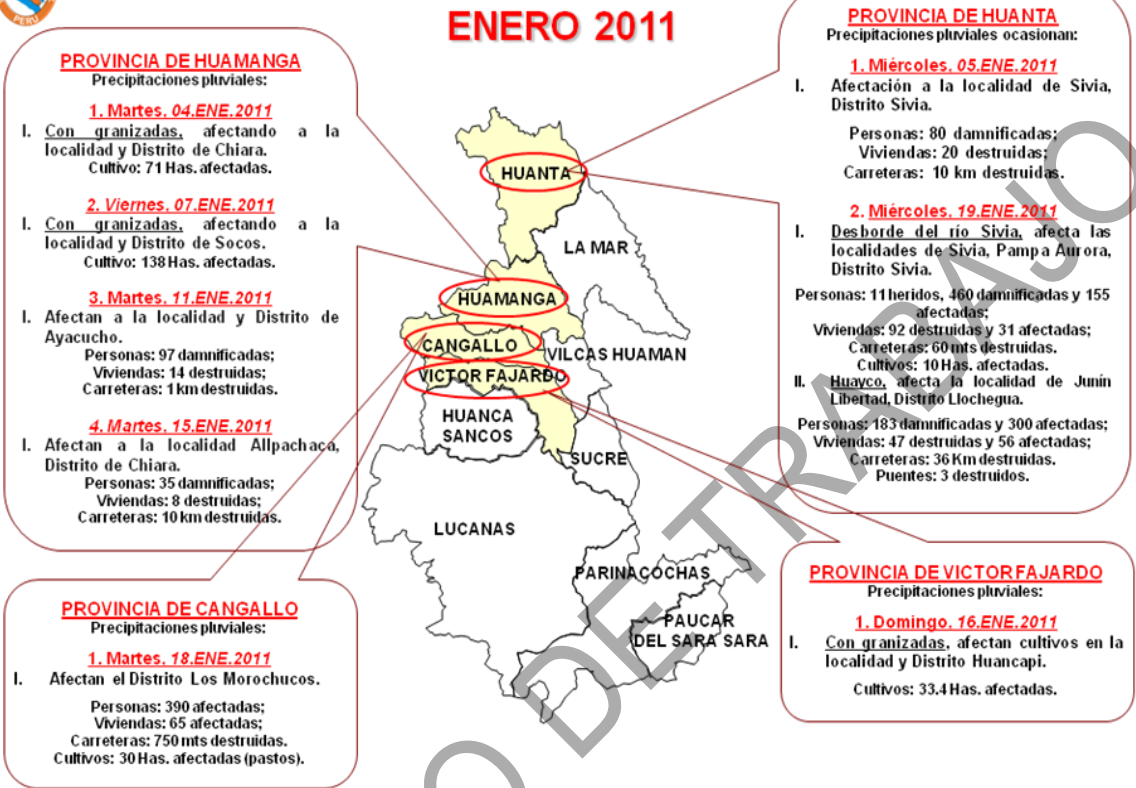 PERU
ENERO 2011
PROVINCIA DE HUAMANGA
Precipitaciones pluviales:
1. Martes. 04.ENE.2011
I. Con granizadas, afectando a la
localidad y Distrito de Chiara.
Cultivo: 71 Has. afectadas.
2. Viernes. 07.ENE.2011
I. Con granizadas, afectando a la
localidad y Distrito de Socos.
Cultivo: 138 Has. afectadas.
3. Martes. 11.ENE.2011
I. Afectan a la localidad y Distrito de
Ayacucho.
Personas: 97 damnificadas;
Viviendas: 14 destruidas;
Carreteras: 1 km destruidas.
4. Martes. 15.ENE.2011
I. Afectan a la localidad Allpachaca,
Distrito de Chiara.
Personas: 35 damnificadas;
Viviendas: 8 destruidas;
Carreteras: 10 km destruidas.
PROVINCIA DE CANGALLO
Precipitaciones pluviales:
1. Martes. 18.ENE.2011
I. Afectan el Distrito Los Morochucos.
Personas: 390 afectadas;
Viviendas: 65 afectadas;
Carreteras: 750 mts destruidas.
Cultivos: 30 Has. afectadas (pastos).
HUANTA
LA MAR
HUAMANGA
CANGALLO
VILCAS HUAMAN
VICTOR FAJARDO
HUANCA
SANCOS
SUCRE
LUCANAS
PARINACOCHAS
PAUCAR
DEL SARA SARA
PROVINCIA DE HUANTA
Precipitaciones pluviales ocasionan:
1. Miércoles. 05.ENE.2011
I. Afectación a la localidad de Sivia,
Distrito Sivia.
Personas: 80 damnificadas;
Viviendas: 20 destruidas;
Carreteras: 10 km destruidas.
2. Miércoles. 19.ENE.2011
I. Desborde del río Sivia, afecta las
localidades de Sivia, Pampa Aurora,
Distrito Sivia.
Personas: 11 heridos, 460 damnificadas y 155
afectadas;
Viviendas: 92 destruidas y 31 afectadas;
Carreteras: 60 mts destruidas.
Cultivos: 10 Has. afectadas.
II. Huayco, afecta la localidad de Junín
Libertad, Distrito Llochegua.
Personas: 183 damnificadas y 300 afectadas;
Viviendas: 47 destruidas y 56 afectadas;
Carreteras: 36 Km destruidas.
Puentes: 3 destruidos.
PROVINCIA DE VICTOR FAJARDO
Precipitaciones pluviales:
1. Domingo. 16.ENE.2011
I. Con granizadas, afectan cultivos en la
localidad y Distrito Huancapi.
Cultivos: 33.4 Has. afectadas.
O DE TRABAJO